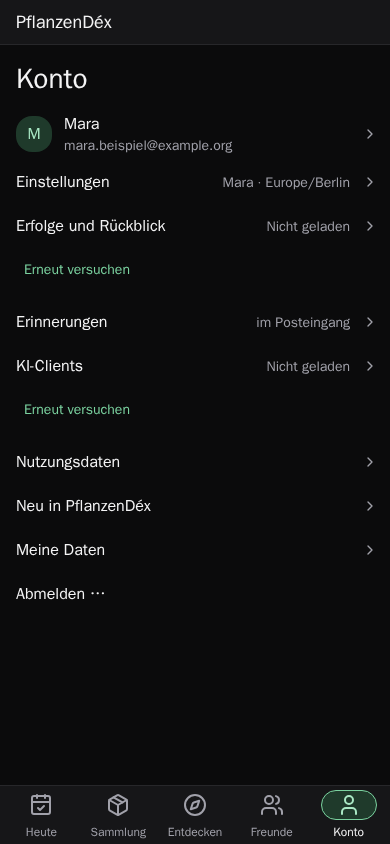 PflanzenDéx
Konto
M
Mara
mara.beispiel@example.org
Einstellungen Mara · Europe/Berlin
Erfolge und Rückblick Nicht geladen
Erneut versuchen
Erinnerungen im Posteingang
KI-Clients Nicht geladen
Erneut versuchen
Nutzungsdaten
Neu in PflanzenDéx
Meine Daten
Abmelden ···
Heute Sammlung Entdecken Freunde Konto